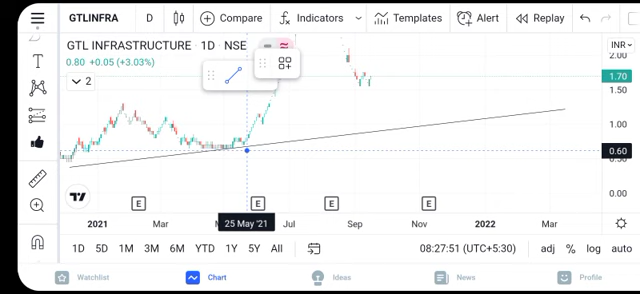 GTLINFRA D Compare Indicators Templates Alert Replay
GTL INFRASTRUCTURE 1D NSE
INR
0.80 +0.05 (+3.03%)
2
1.70
1.50
1.00
0.60
0.50
0.00
E E E E
2021 Mar 25 May '21 Jul Sep Nov 2022 Mar
1D 5D 1M 3M 6M YTD 1Y 5Y All 08:27:51 (UTC+5:30) adj % log auto
Watchlist Chart Ideas News Profile